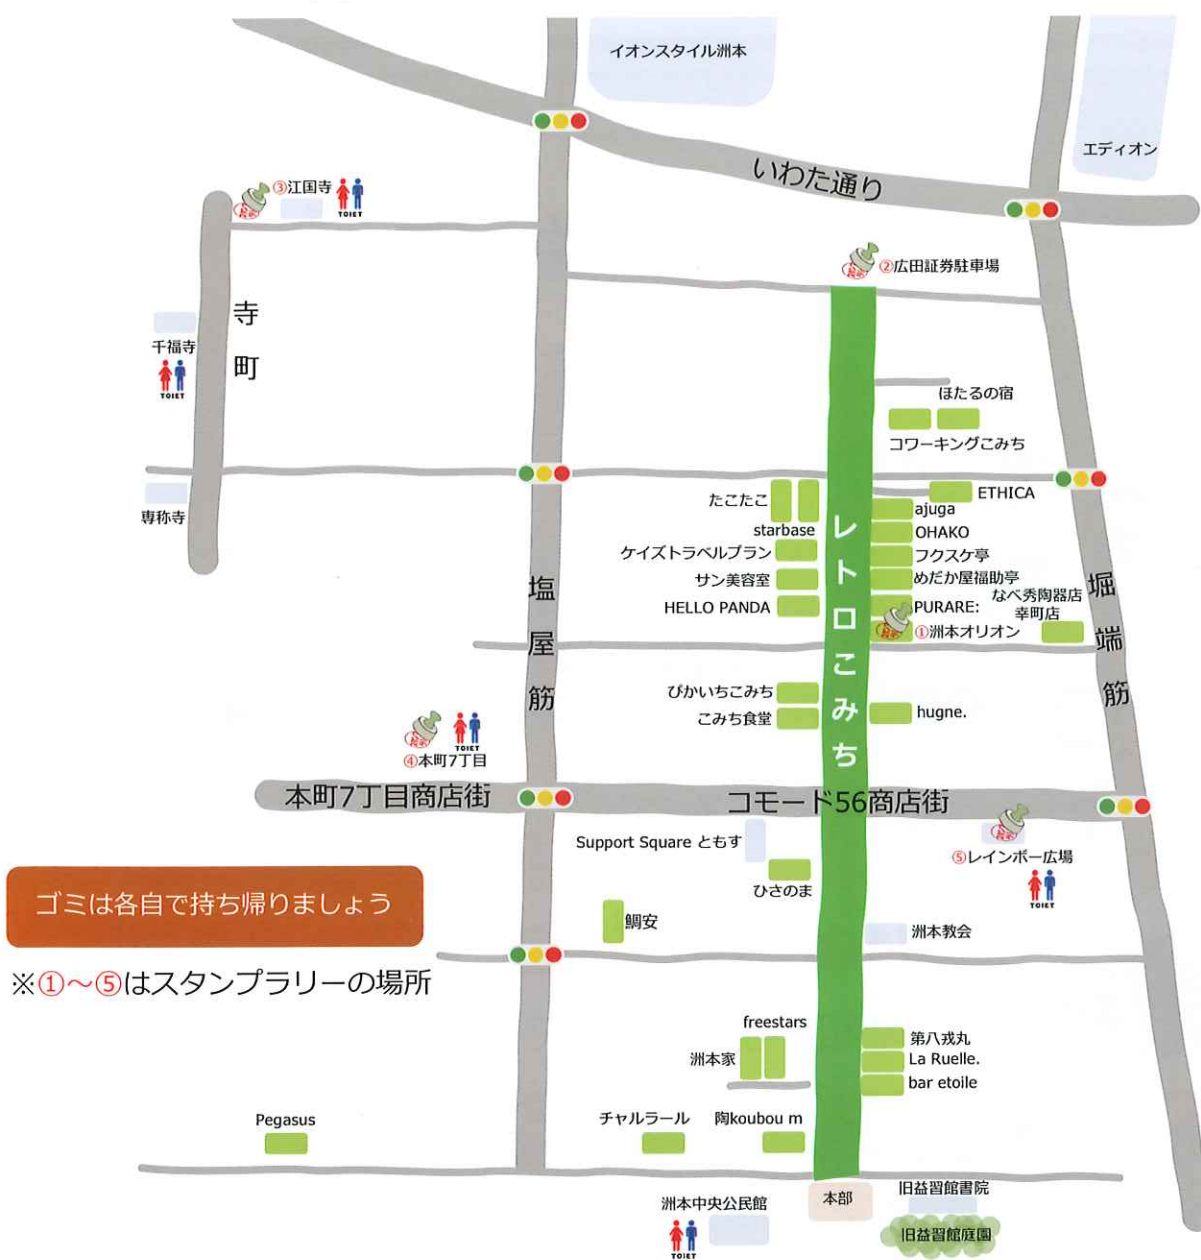 イオンスタイル洲本
エディオン
いわた通り
③江国寺
TOIET
②広田証券駐車場
寺町
千福寺
TOIET
ほたるの宿
コワーキングこみち
専称寺
たこたこ
starbase
ETHICA
ajuga
OHAKO
ケイズトラベルプラン
フクスケ亭
サン美容室
めだか屋福助亭
HELLO PANDA
PURARE:
なべ秀陶器店
幸町店
①洲本オリオン
レトロこみち
塩屋筋
堀端筋
ぴかいちこみち
こみち食堂
hugne.
TOIET
④本町7丁目
本町7丁目商店街
コモード56商店街
Support Square ともす
ひさのま
⑤レインボー広場
TOIET
ゴミは各自で持ち帰りましょう
鯛安
洲本教会
※①～⑤はスタンプラリーの場所
freestars
洲本家
第八戎丸
La Ruelle.
bar etoile
Pegasus
チャルラール
陶koubou m
洲本中央公民館
TOIET
本部
旧益習館書院
旧益習館庭園